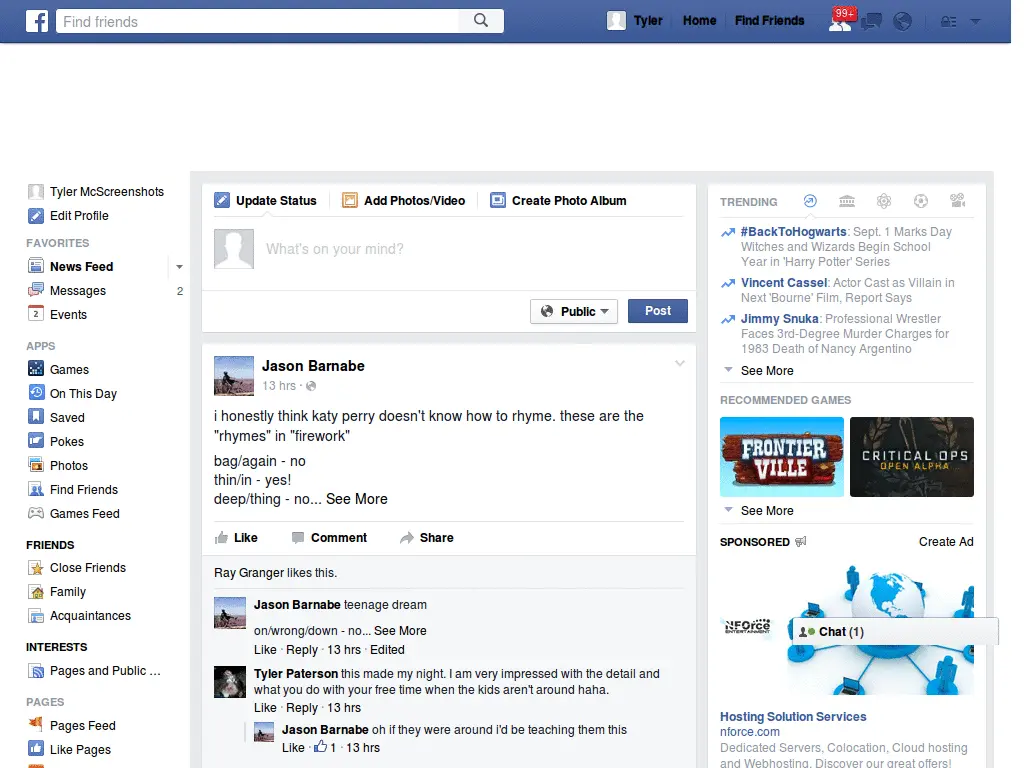 f
Find friends
Tyler
Home
Find Friends
99+
Tyler McScreenshots
Edit Profile
FAVORITES
News Feed
Messages
2
2 Events
APPS
Games
On This Day
Saved
Pokes
Photos
Find Friends
Games Feed
FRIENDS
Close Friends
Family
Acquaintances
INTERESTS
Pages and Public ...
PAGES
Pages Feed
Like Pages
Update Status
Add Photos/Video
Create Photo Album
What's on your mind?
Public
Post
Jason Barnabe
13 hrs ·
i honestly think katy perry doesn't know how to rhyme. these are the
"rhymes" in "firework"
bag/again - no
thin/in - yes!
deep/thing - no... See More
Like
Comment
Share
Ray Granger likes this.
Jason Barnabe teenage dream
on/wrong/down - no... See More
Like · Reply · 13 hrs · Edited
Tyler Paterson this made my night. I am very impressed with the detail and
what you do with your free time when the kids aren't around haha.
Like · Reply · 13 hrs
Jason Barnabe oh if they were around i'd be teaching them this
Like · 1 · 13 hrs
TRENDING
#BackToHogwarts: Sept. 1 Marks Day
Witches and Wizards Begin School
Year in 'Harry Potter' Series
Vincent Cassel: Actor Cast as Villain in
Next 'Bourne' Film, Report Says
Jimmy Snuka: Professional Wrestler
Faces 3rd-Degree Murder Charges for
1983 Death of Nancy Argentino
See More
RECOMMENDED GAMES
FRONTIER
VILLE
CRITICAL OPS
OPEN ALPHA
See More
SPONSORED
Create Ad
NFOrce
ENTERTAINMENT
Chat (1)
Hosting Solution Services
nforce.com
Dedicated Servers, Colocation, Cloud hosting
and Webhosting. Discover our great offers!